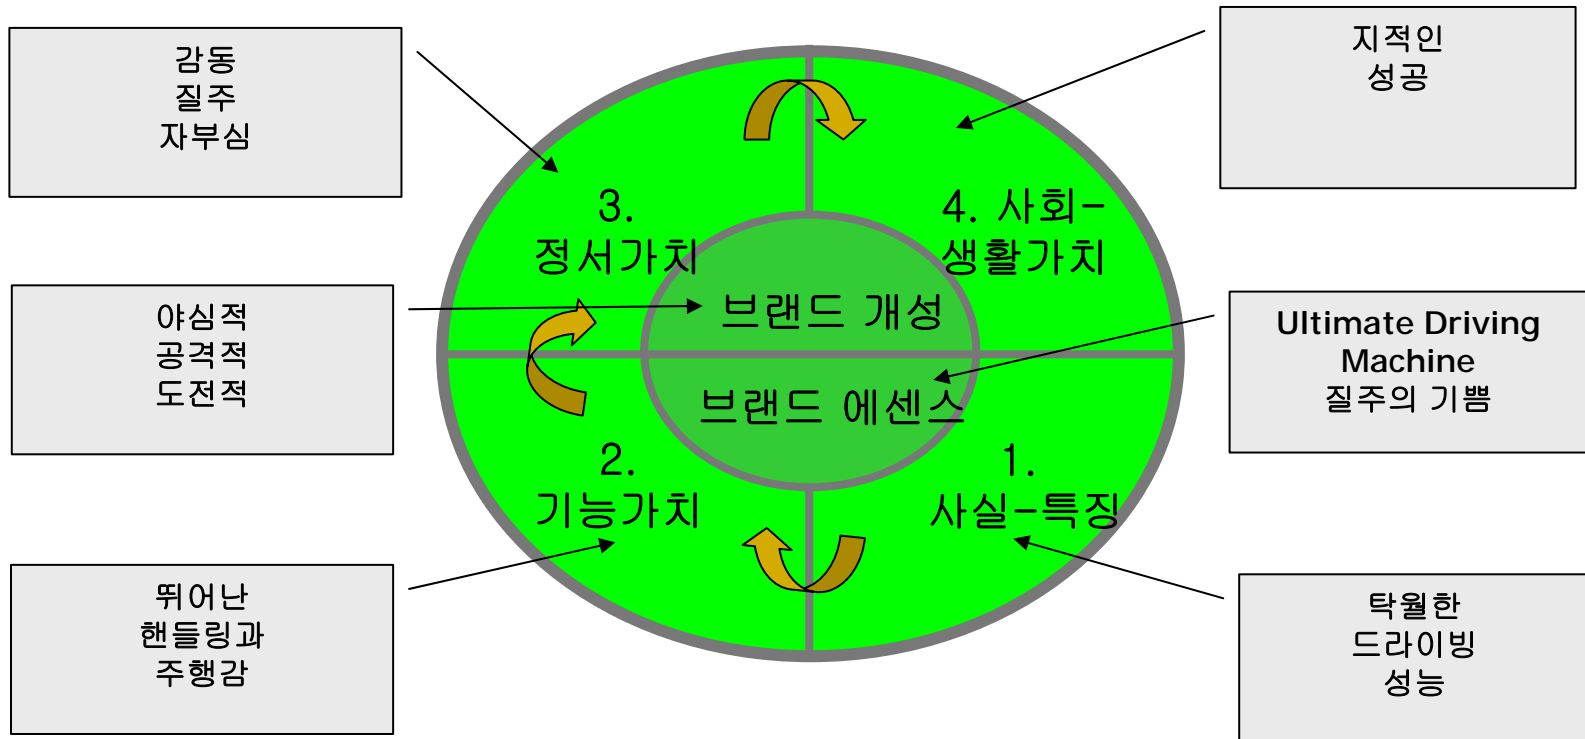 감동
질주
자부심
지적인
성공
3.
정서가치
4. 사회-
생활가치
야심적
공격적
도전적
브랜드 개성
브랜드 에센스
Ultimate Driving
Machine
질주의 기쁨
2.
기능가치
1.
사실-특징
뛰어난
핸들링과
주행감
탁월한
드라이빙
성능